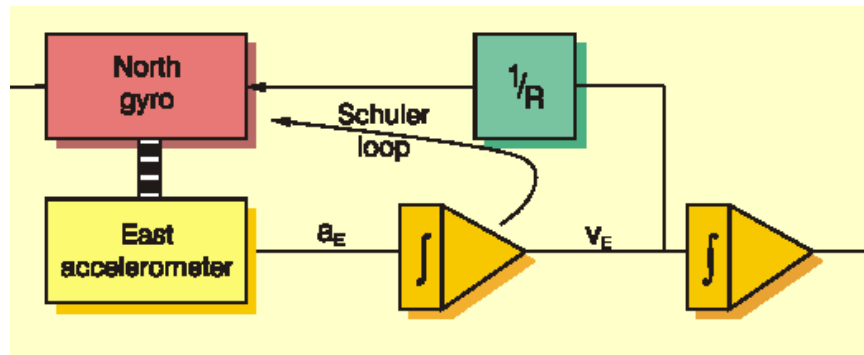 North
gyro
1/R
Schuler
loop
East
accelerometer
aE
∫
vE
∫